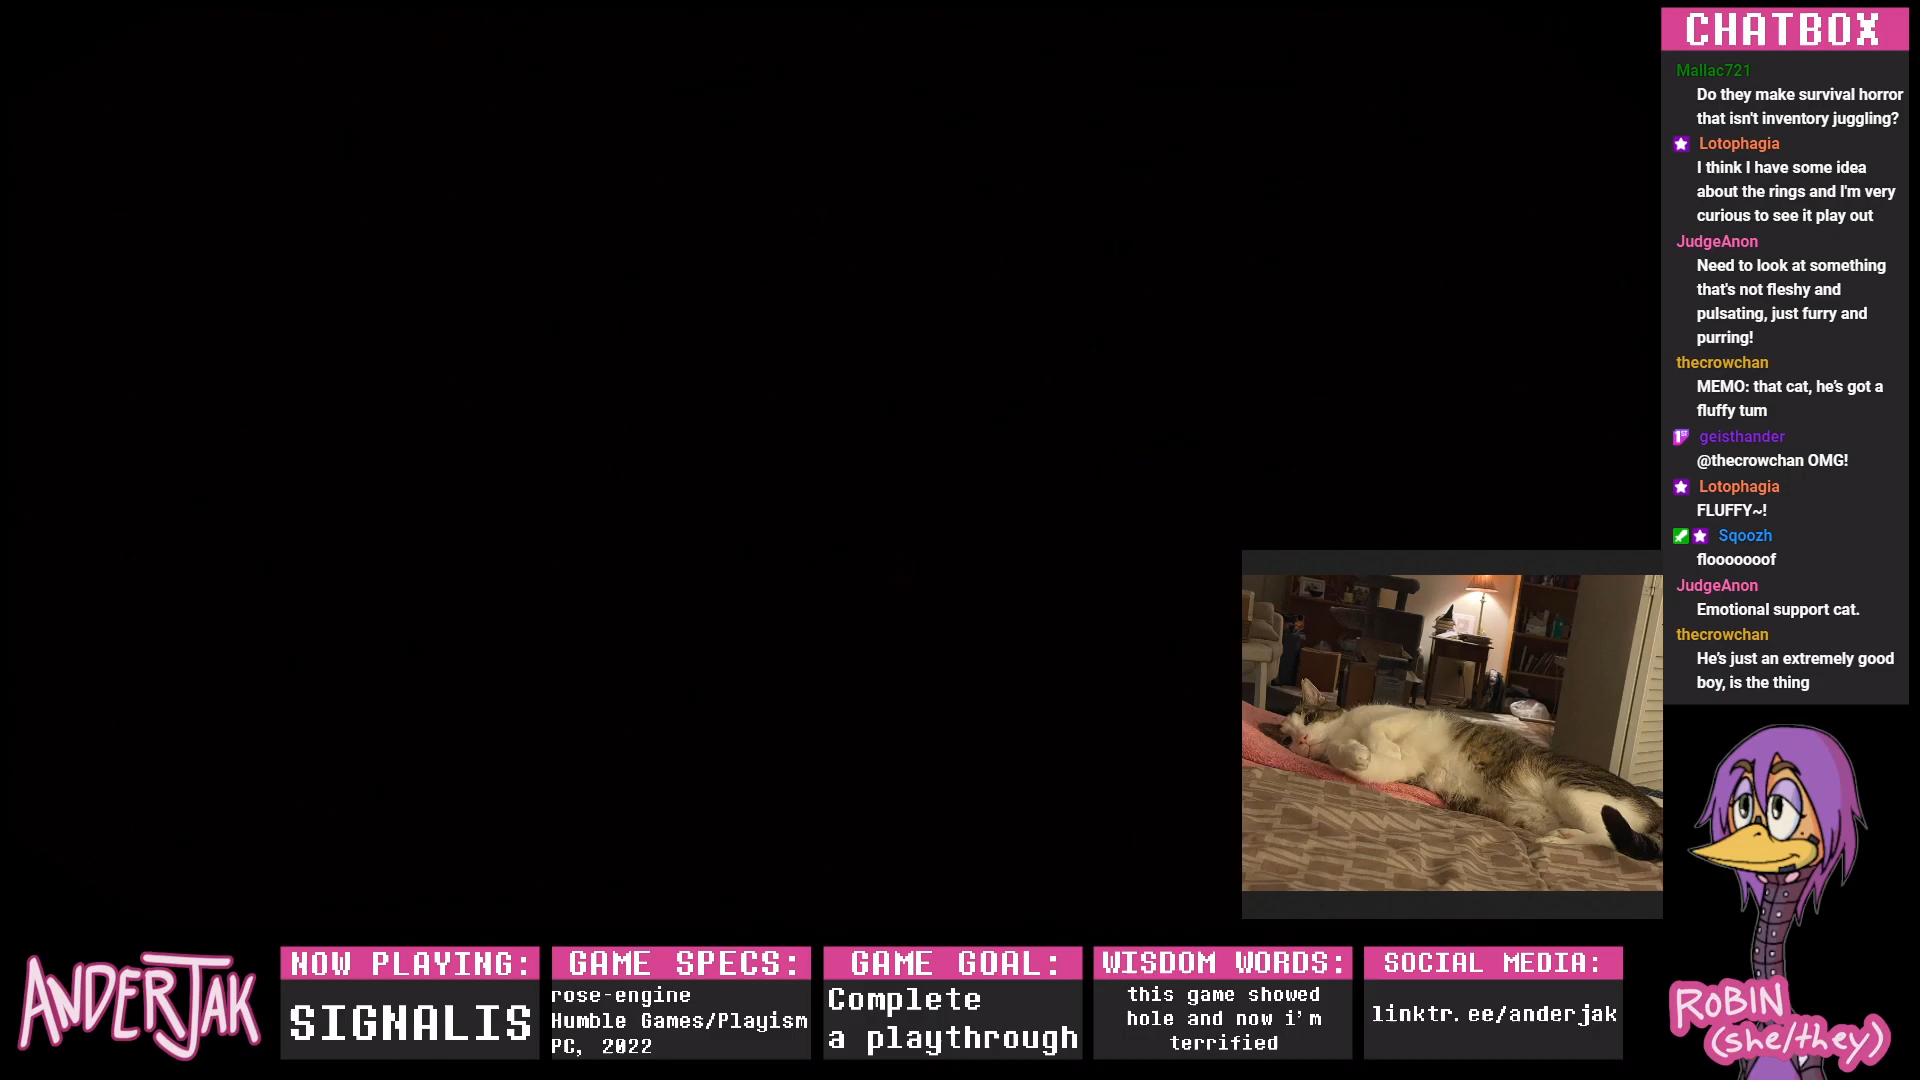 CHATBOX
Mallac721
Do they make survival horror
that isn't inventory juggling?
Lotophagia
I think I have some idea
about the rings and I'm very
curious to see it play out
JudgeAnon
Need to look at something
that's not fleshy and
pulsating, just furry and
purring!
thecrowchan
MEMO: that cat, he's got a
fluffy tum
1ST geisthander
@thecrowchan OMG!
Lotophagia
FLUFFY~!
Sqoozh
flooooooof
JudgeAnon
Emotional support cat.
thecrowchan
He's just an extremely good
boy, is the thing
ANDERJAK
NOW PLAYING:
SIGNALIS
GAME SPECS:
rose-engine
Humble Games/Playism
PC, 2022
GAME GOAL:
Complete
a playthrough
WISDOM WORDS:
this game showed
hole and now i'm
terrified
SOCIAL MEDIA:
linktr.ee/anderjak
ROBIN
(she/they)